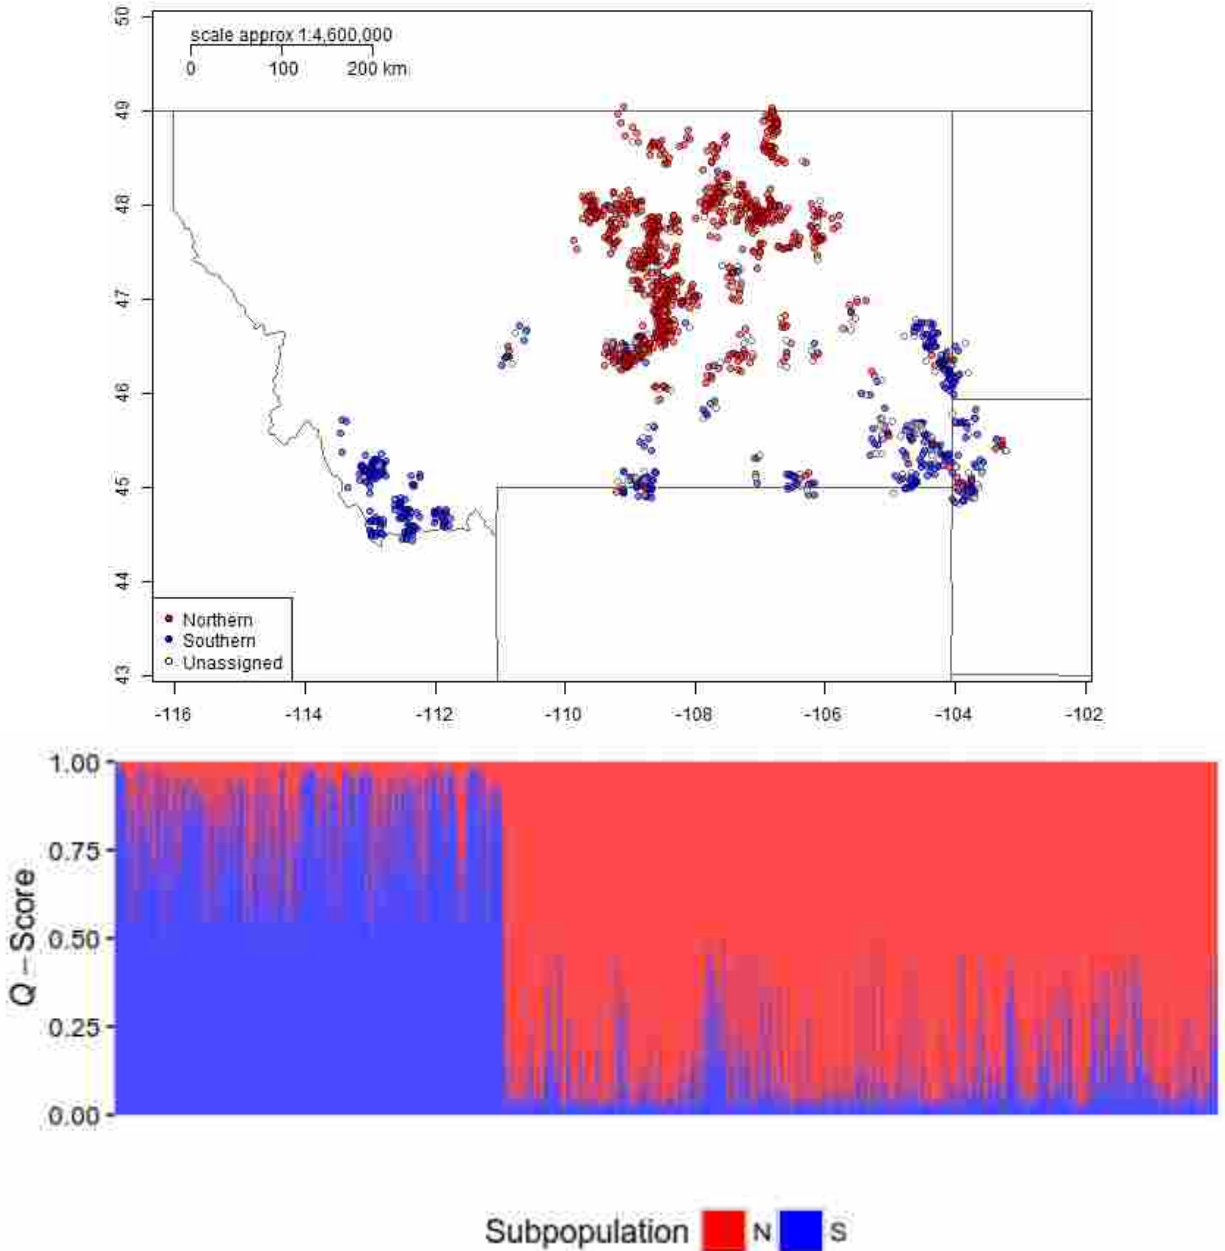 50
scale approx 1:4,600,000
0 100 200 km
49
48
47
46
45
44
43
Northern
Southern
Unassigned
-116 -114 -112 -110 -108 -106 -104 -102
1.00
0.75
0.50
0.25
0.00
Q – Score
Subpopulation N S